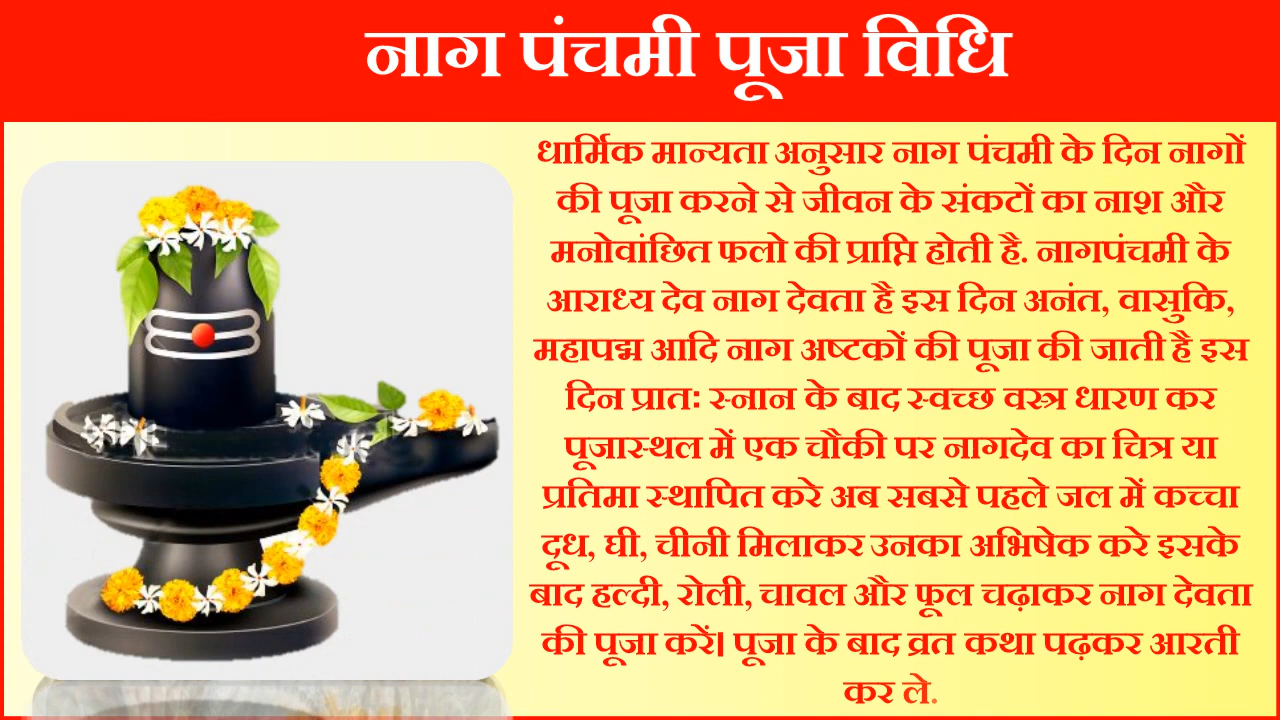 नाग पंचमी पूजा विधि
धार्मिक मान्यता अनुसार नाग पंचमी के दिन नागों
की पूजा करने से जीवन के संकटों का नाश और
मनोवांछित फलो की प्राप्ति होती है. नागपंचमी के
आराध्य देव नाग देवता है इस दिन अनंत, वासुकि,
महापद्म आदि नाग अष्टकों की पूजा की जाती है इस
दिन प्रातः स्नान के बाद स्वच्छ वस्त्र धारण कर
पूजास्थल में एक चौकी पर नागदेव का चित्र या
प्रतिमा स्थापित करे अब सबसे पहले जल में कच्चा
दूध, घी, चीनी मिलाकर उनका अभिषेक करे इसके
बाद हल्दी, रोली, चावल और फूल चढ़ाकर नाग देवता
की पूजा करें। पूजा के बाद व्रत कथा पढ़कर आरती
कर ले.